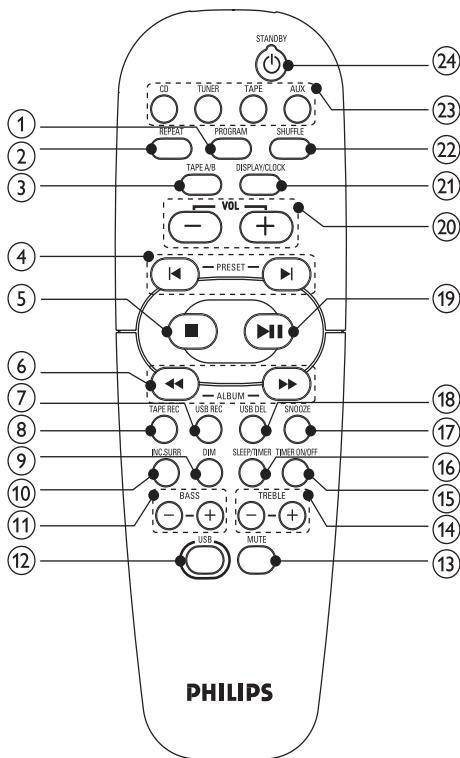 STANDBY
24
CD TUNER TAPE AUX
23
1
REPEAT PROGRAM SHUFFLE
2
22
TAPE A/B DISPLAY/CLOCK
3
21
VOL
− +
20
4
PRESET
5
19
6
ALBUM
7
18
TAPE REC USB REC USB DEL SNOOZE
8
17
9
INC.SURR DIM SLEEP/TIMER TIMER ON/OFF
16
10
15
BASS TREBLE
11
− - + − - +
14
USB MUTE
12
13
PHILIPS